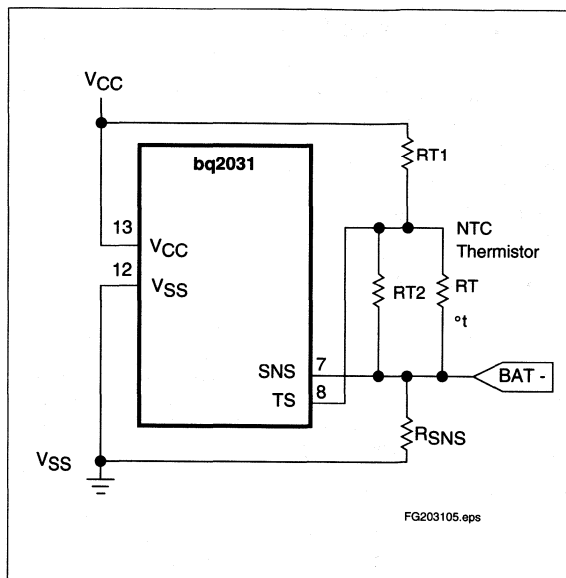 VCC
bq2031
RT1
13
VCC
NTC
Thermistor
12
VSS
RT2
RT
°t
SNS
7
BAT -
TS
8
RSNS
VSS
FG203105.eps